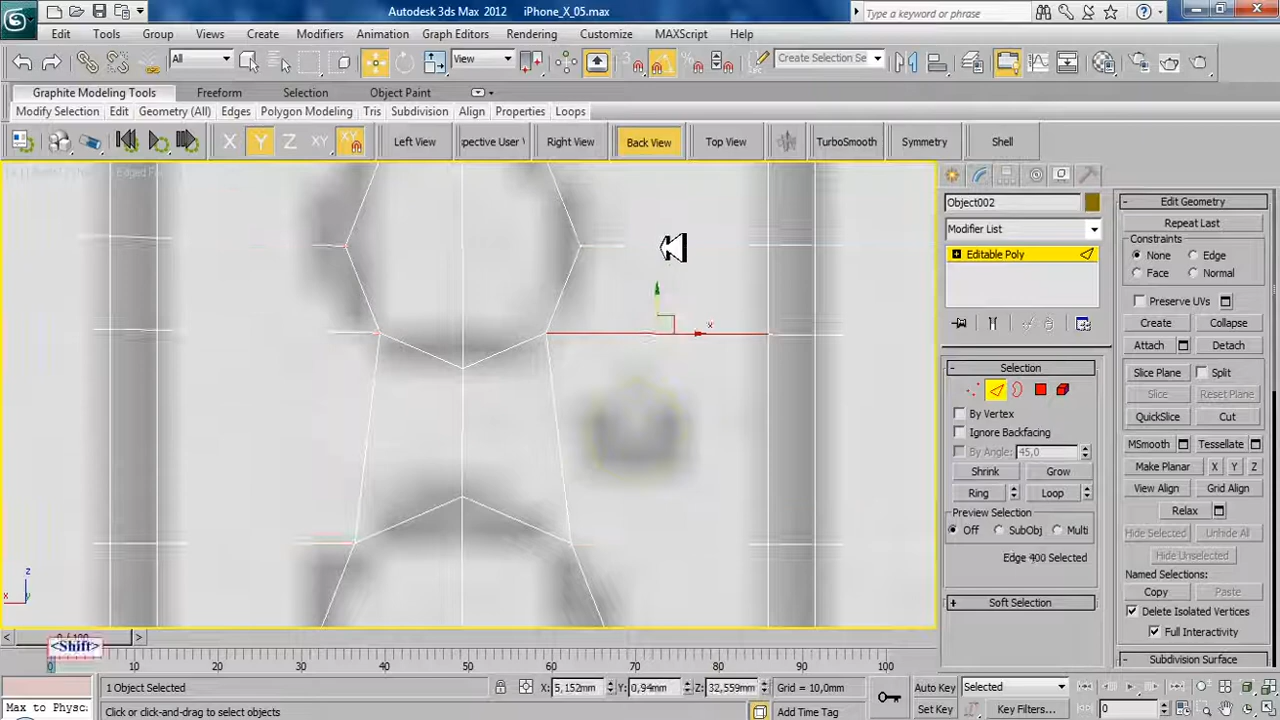 Autodesk 3ds Max 2012 iPhone_X_05.max
Type a keyword or phrase
Edit Tools Group Views Create Modifiers Animation Graph Editors Rendering Customize MAXScript Help
All View Create Selection Se
Graphite Modeling Tools Freeform Selection Object Paint
Modify Selection Edit Geometry (All) Edges Polygon Modeling Tris Subdivision Align Properties Loops
X Y Z XY XY Left View pective User V Right View Back View Top View TurboSmooth Symmetry Shell
Object002
Modifier List
Editable Poly
Selection
By Vertex
Ignore Backfacing
By Angle: 45,0
Shrink Grow
Ring Loop
Preview Selection
Off SubObj Multi
Edge 400 Selected
Soft Selection
Edit Geometry
Repeat Last
Constraints
None Edge
Face Normal
Preserve UVs
Create Collapse
Attach Detach
Slice Plane Split
Slice Reset Plane
QuickSlice Cut
MSmooth Tessellate
Make Planar X Y Z
View Align Grid Align
Relax
Hide Selected Unhide All
Hide Unselected
Named Selections:
Copy Paste
Delete Isolated Vertices
Full Interactivity
Subdivision Surface
x
z
x y
0 / 100
<Shift>
0 10 20 30 40 50 60 70 80 90 100
1 Object Selected X: 5,152mm Y: 0,94mm Z: 32,559mm Grid = 10,0mm Auto Key Selected
Max to Physc Click or click-and-drag to select objects Add Time Tag Set Key Key Filters... 0